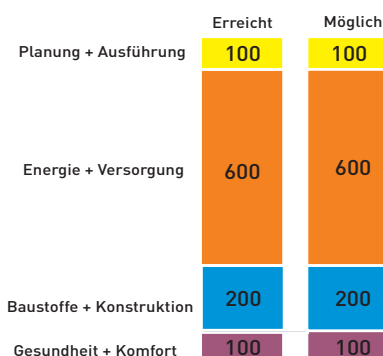 Erreicht Möglich
Planung + Ausführung 100 100
Energie + Versorgung 600 600
Baustoffe + Konstruktion 200 200
Gesundheit + Komfort 100 100